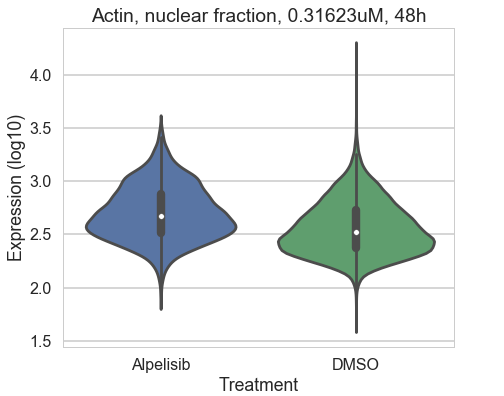 Actin, nuclear fraction, 0.31623uM, 48h
Expression (log10)
4.0
3.5
3.0
2.5
2.0
1.5
Alpelisib
DMSO
Treatment